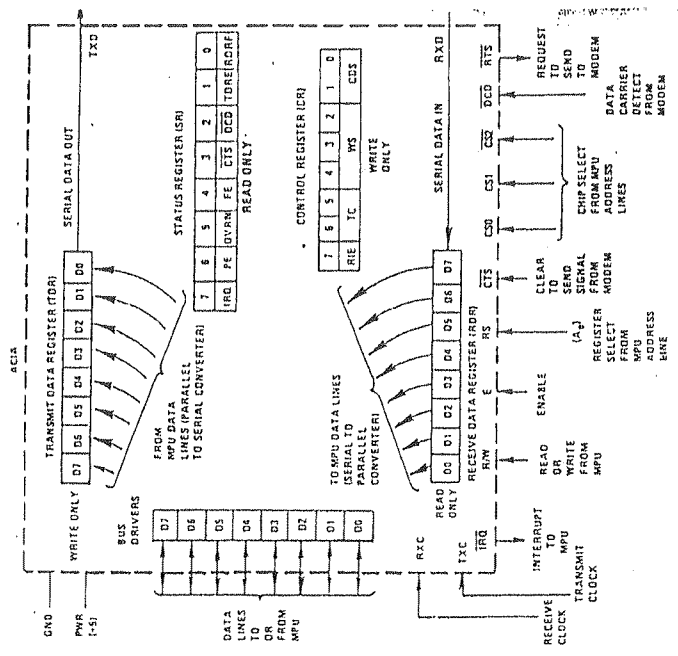 ACIA
GND
PWR
(+5)
WRITE ONLY
TRANSMIT DATA REGISTER (TDR)
D7 D6 D5 D4 D3 D2 D1 D0
SERIAL DATA OUT
TXD
FROM
MPU DATA
LINES (PARALLEL
TO SERIAL CONVERTER)
STATUS REGISTER (SR)
7 6 5 4 3 2 1 0
IRQ PE OVRN FE CTS DCD TDRE RDRF
READ ONLY
BUS
DRIVERS
D7
D6
D5
D4
D3
D2
D1
D0
DATA
LINES
TO
OR
FROM
MPU
CONTROL REGISTER (CR)
7 6 5 4 3 2 1 0
RIE TC WS CDS
WRITE
ONLY
TO MPU DATA LINES
(SERIAL TO
PARALLEL
CONVERTER)
READ
ONLY
D0 D1 D2 D3 D4 D5 D6 D7
RECEIVE DATA REGISTER (RDR)
SERIAL DATA IN
RXD
RXC
TXC
IRQ
R/W
E
RS
CTS
CS0
CS1
CS2
DCD
RTS
RECEIVE
CLOCK
TRANSMIT
CLOCK
INTERRUPT
TO
MPU
READ
OR
WRITE
FROM
MPU
ENABLE
REGISTER
SELECT
FROM
MPU
ADDRESS
LINE
CLEAR
TO
SEND
SIGNAL
FROM
MODEM
CHIP SELECT
FROM MPU
ADDRESS
LINES
DATA
CARRIER
DETECT
FROM
MODEM
REQUEST
TO
SEND
TO
MODEM